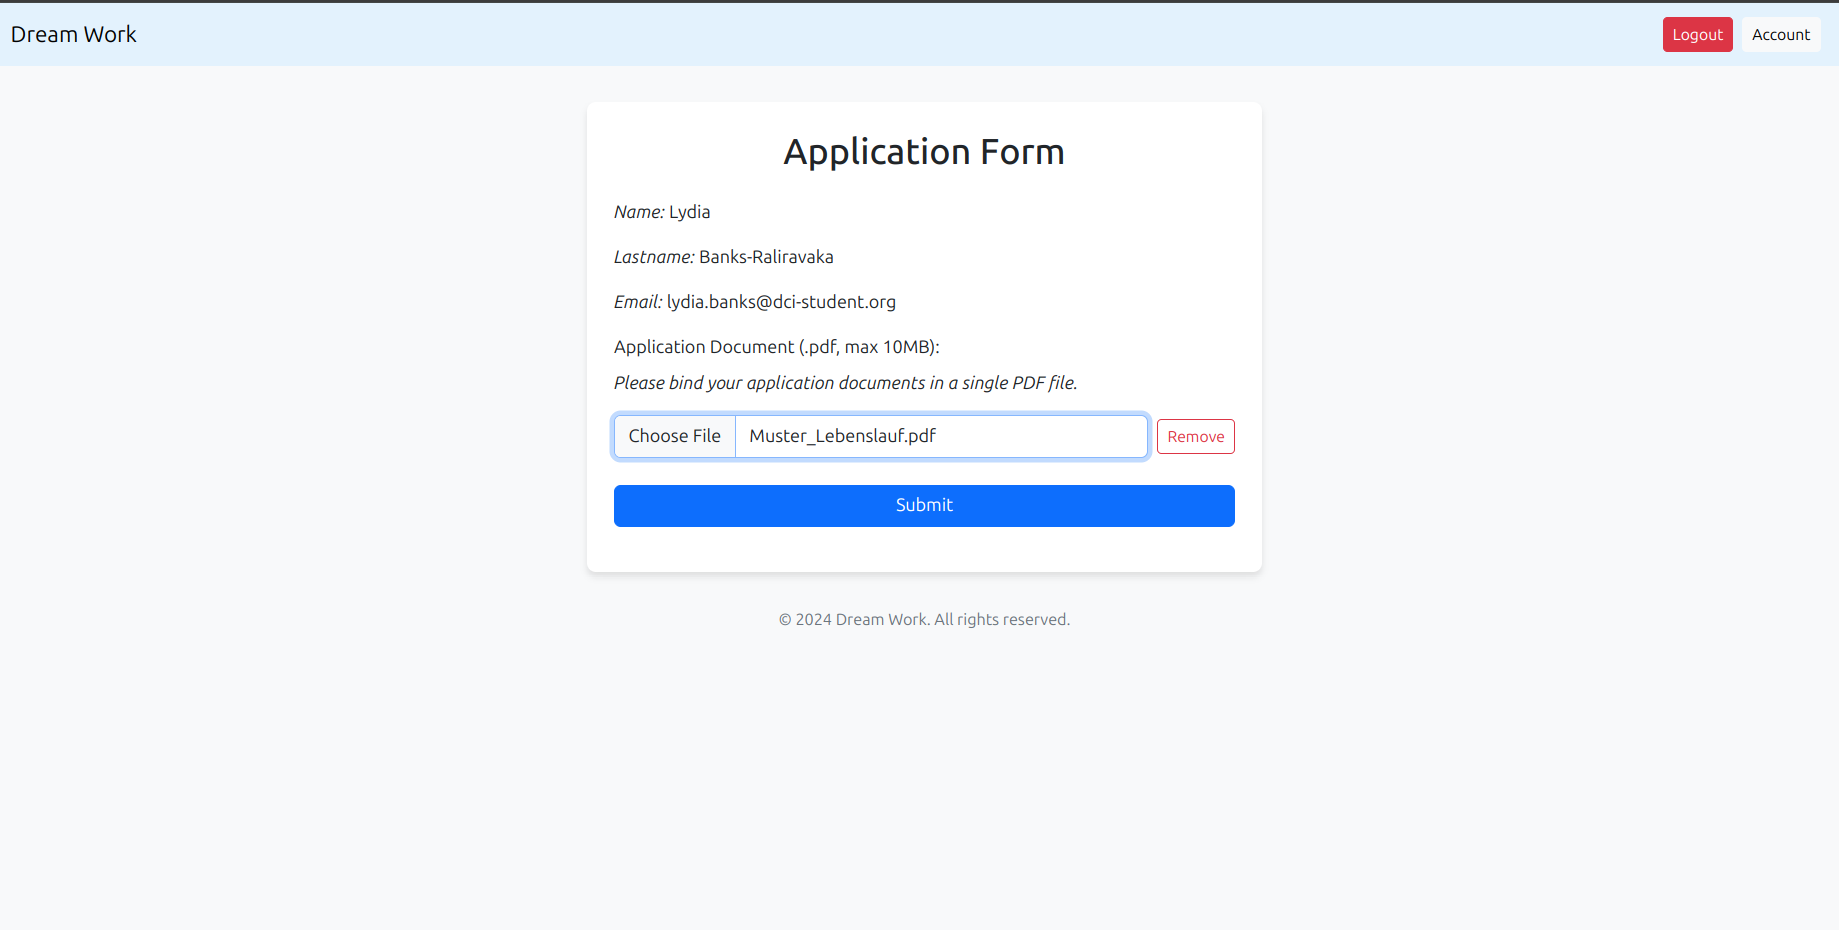 Dream Work
Logout Account
Application Form
Name: Lydia
Lastname: Banks-Raliravaka
Email: lydia.banks@dci-student.org
Application Document (.pdf, max 10MB):
Please bind your application documents in a single PDF file.
Choose File Muster_Lebenslauf.pdf Remove
Submit
© 2024 Dream Work. All rights reserved.